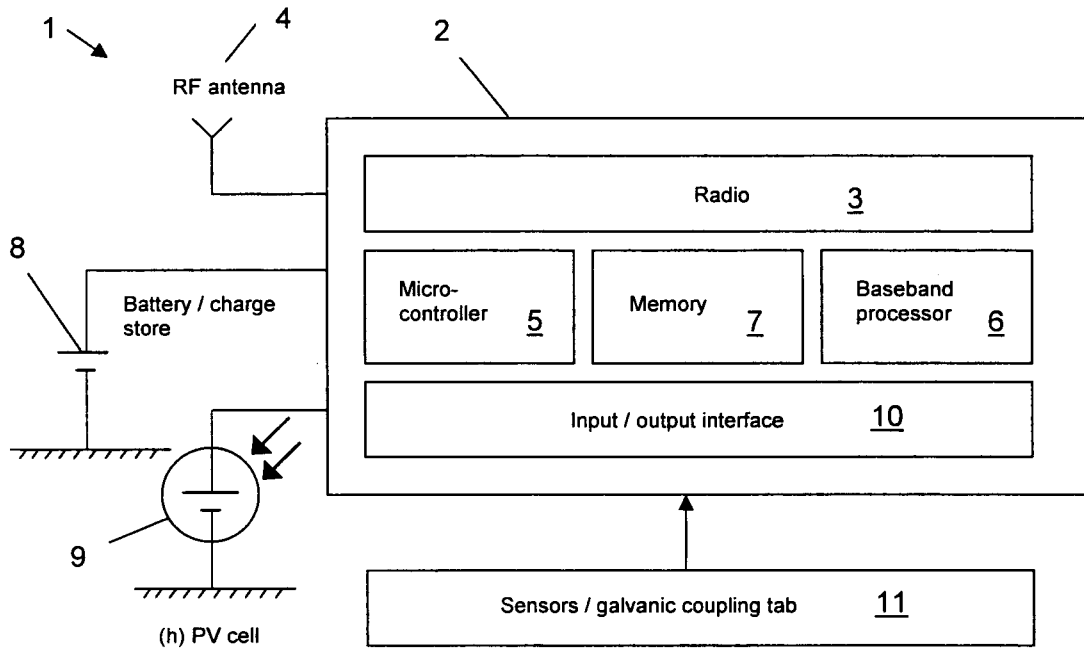 1
4
2
RF antenna
Radio 3
8
Battery / charge
store
Micro-
controller 5
Memory 7
Baseband
processor 6
Input / output interface 10
9
(h) PV cell
Sensors / galvanic coupling tab 11